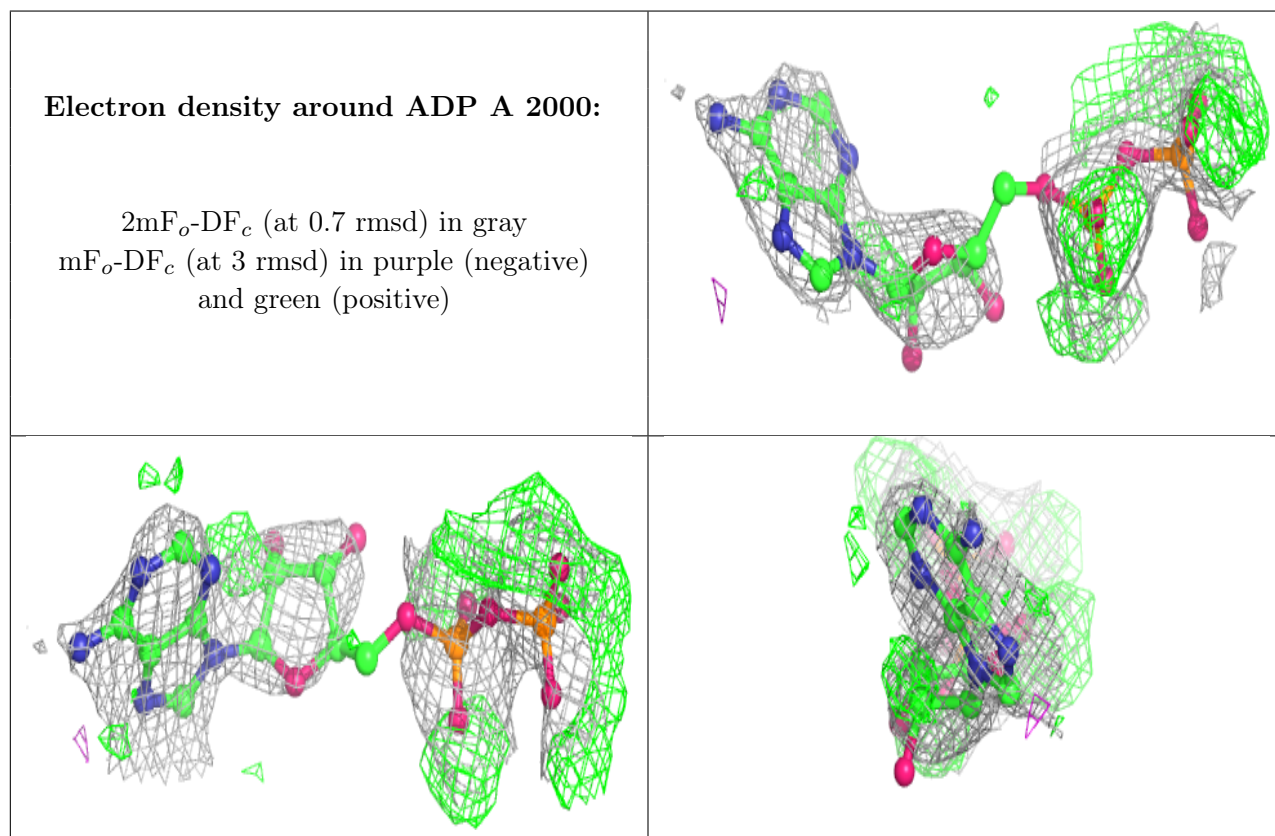 Electron density around ADP A 2000:
2mFo-DFc (at 0.7 rmsd) in gray
mFo-DFc (at 3 rmsd) in purple (negative)
and green (positive)